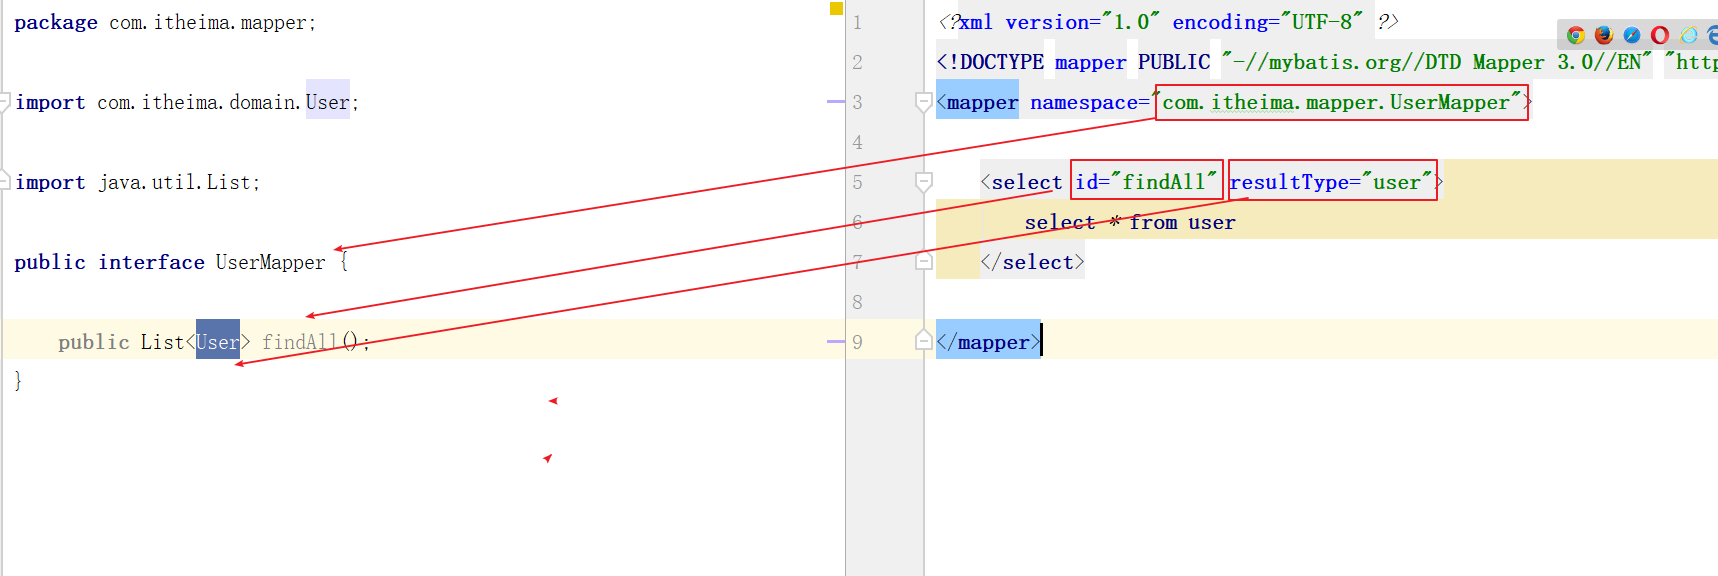 package com.itheima.mapper;
import com.itheima.domain.User;
import java.util.List;
public interface UserMapper {
public List<User> findAll();
}
1 <?xml version="1.0" encoding="UTF-8" ?>
2 <!DOCTYPE mapper PUBLIC "-//mybatis.org//DTD Mapper 3.0//EN" "http
3 <mapper namespace="com.itheima.mapper.UserMapper">
4
5 <select id="findAll" resultType="user">
6 select * from user
7 </select>
8
9 </mapper>